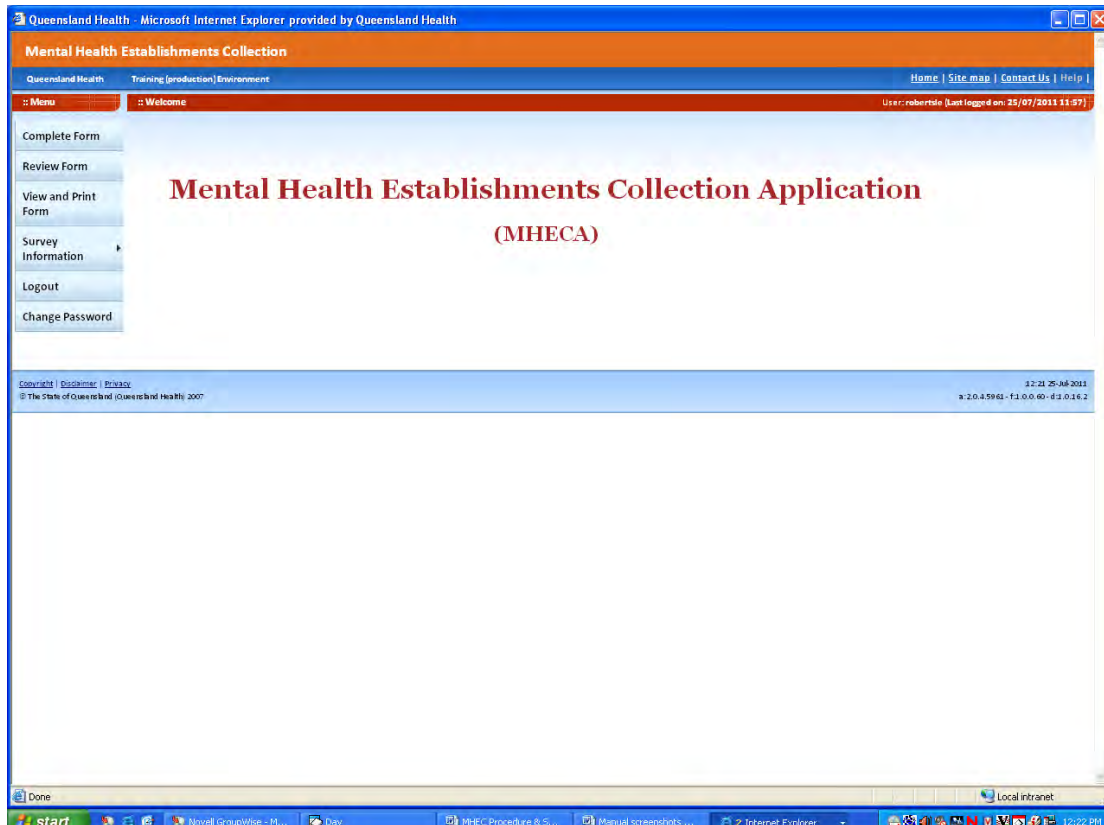 Queensland Health - Microsoft Internet Explorer provided by Queensland Health
Mental Health Establishments Collection
Queensland Health Training (production) Environment Home | Site map | Contact Us | Help |
:: Menu :: Welcome User: robertsle (Last logged on: 25/07/2011 11:57)
Complete Form
Review Form
View and Print
Form
Survey
Information
Logout
Change Password
Mental Health Establishments Collection Application
(MHECA)
Copyright | Disclaimer | Privacy 12:21 25-Jul-2011
© The State of Queensland (Queensland Health) 2007 a:2.0.4.5961 - f:1.0.0.60 - d:1.0.16.2
Done Local intranet
start Novell GroupWise - M... Day MHEC Procedure & S... Manual screenshots ... 2 Internet Explorer 12:22 PM